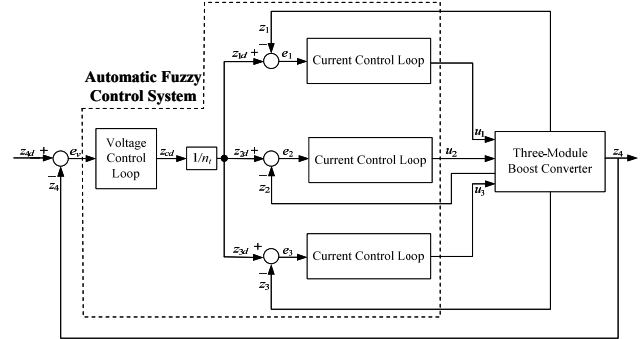 z1
z1d + − e1
Current Control Loop
Automatic Fuzzy
Control System
u1
z4d + − ev
z4
Voltage
Control
Loop
zcd
1/nt
z2d + − e2
z2
Current Control Loop
u2
Three-Module
Boost Converter
z4
u3
z3d + − e3
z3
Current Control Loop